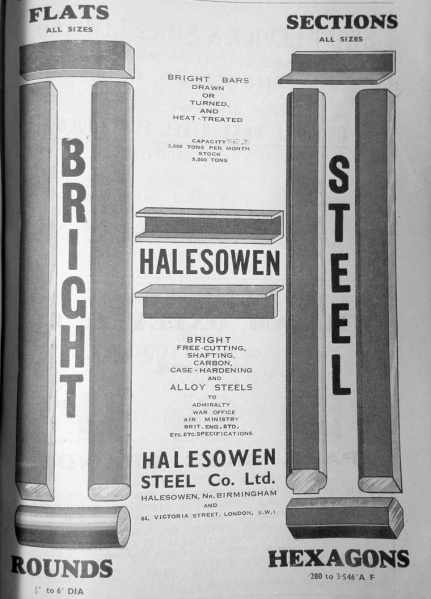 FLATS
ALL SIZES
SECTIONS
ALL SIZES
BRIGHT BARS
DRAWN
OR
TURNED,
AND
HEAT-TREATED
CAPACITY
3,000 TONS PER MONTH
STOCK
5,000 TONS
BRIGHT
STEEL
HALESOWEN
BRIGHT
FREE-CUTTING,
SHAFTING,
CARBON,
CASE-HARDENING
AND
ALLOY STEELS
TO
ADMIRALTY
WAR OFFICE
AIR MINISTRY
BRIT. ENG. STD.
ETC. ETC. SPECIFICATIONS
HALESOWEN
STEEL Co. Ltd.
HALESOWEN, Nr. BIRMINGHAM
AND
64, VICTORIA STREET, LONDON, S.W.1.
ROUNDS
to 6" DIA
HEXAGONS
·280 to 3·546" A F